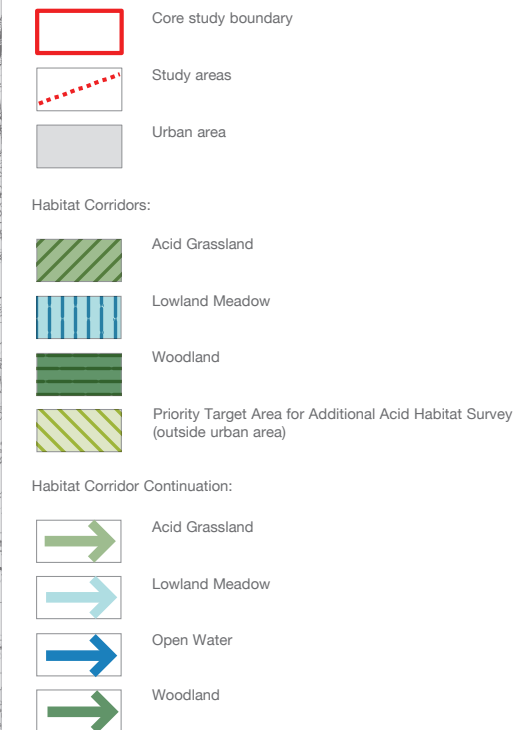 Core study boundary
Study areas
Urban area
Habitat Corridors:
Acid Grassland
Lowland Meadow
Woodland
Priority Target Area for Additional Acid Habitat Survey
(outside urban area)
Habitat Corridor Continuation:
Acid Grassland
Lowland Meadow
Open Water
Woodland